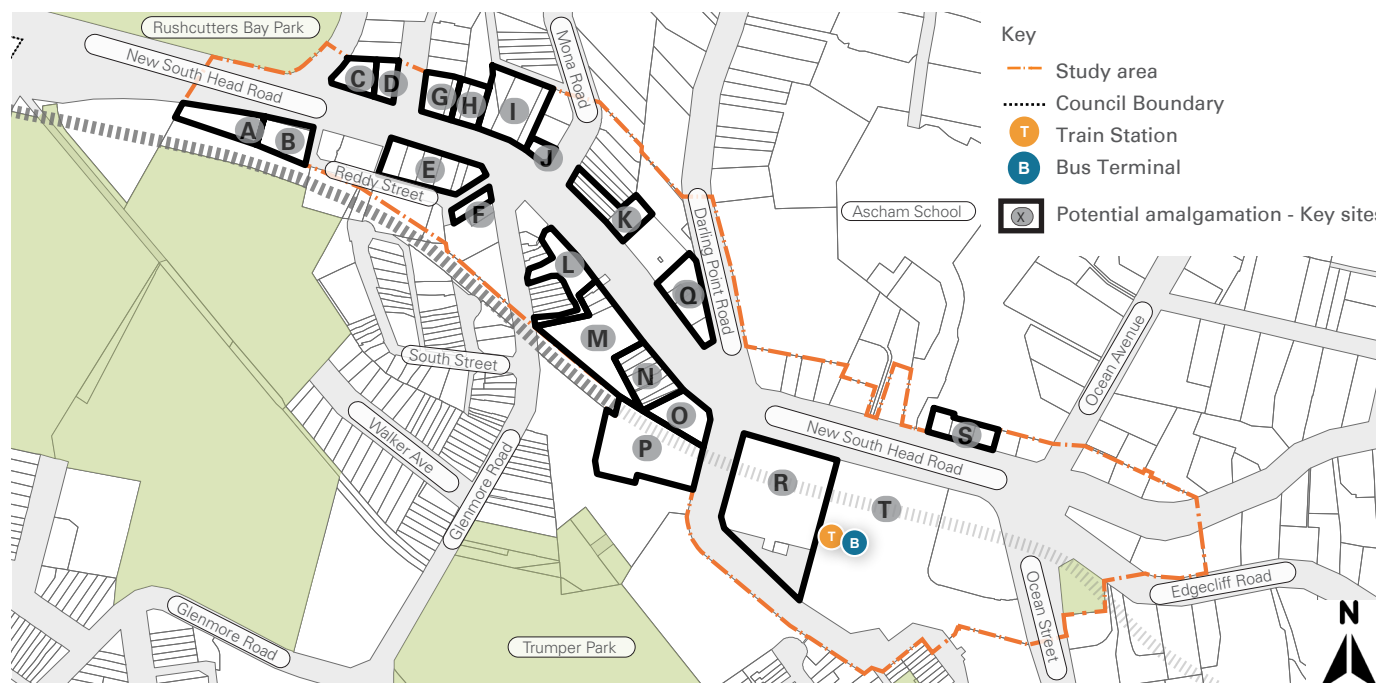 Rushcutters Bay Park
New South Head Road
Mona Road
C
D
G
H
I
A
B
E
J
Reddy Street
F
K
Darling Point Road
Ascham School
L
Q
M
South Street
N
O
Ocean Avenue
Walker Ave
P
New South Head Road
S
Glenmore Road
R
T
T
B
Ocean Street
Edgecliff Road
Glenmore Road
Trumper Park
Key
Study area
Council Boundary
T
Train Station
B
Bus Terminal
X
Potential amalgamation - Key sites
N